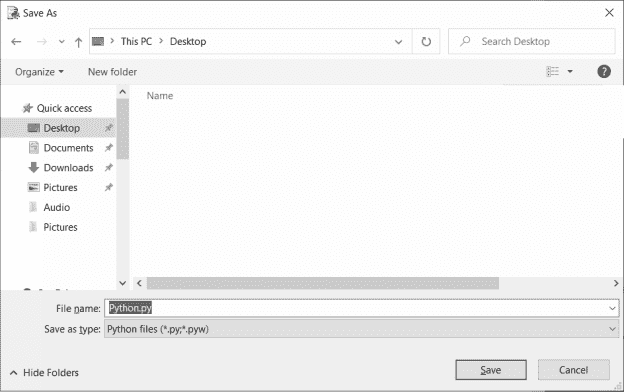 Save As
This PC > Desktop
Search Desktop
Organize
New folder
Name
Quick access
Desktop
Documents
Downloads
Pictures
Audio
Pictures
File name: Python.py
Save as type: Python files (*.py;*.pyw)
Hide Folders
Save
Cancel